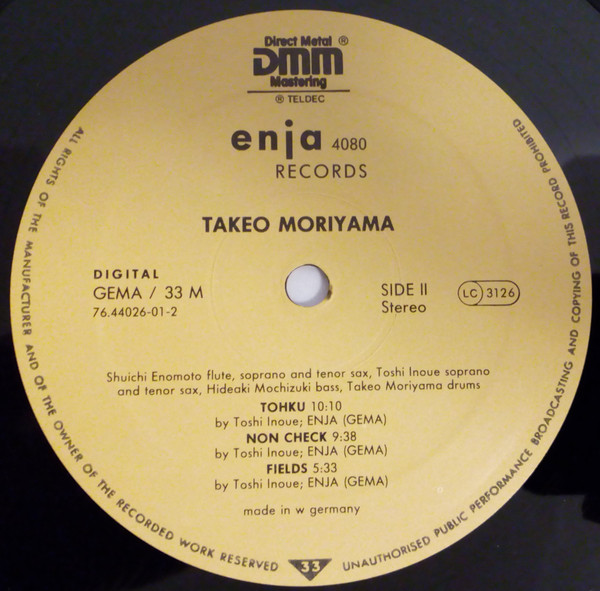 Direct Metal ®
DMM
Mastering
® TELDEC
enja 4080
RECORDS
TAKEO MORIYAMA
DIGITAL
GEMA / 33 M
76.44026-01-2
SIDE II
Stereo
LC 3126
Shuichi Enomoto flute, soprano and tenor sax, Toshi Inoue soprano
and tenor sax, Hideaki Mochizuki bass, Takeo Moriyama drums
TOHKU 10:10
by Toshi Inoue; ENJA (GEMA)
NON CHECK 9:38
by Toshi Inoue; ENJA (GEMA)
FIELDS 5:33
by Toshi Inoue; ENJA (GEMA)
made in w germany
ALL RIGHTS OF THE MANUFACTURER AND OF THE OWNER OF THE RECORDED WORK RESERVED
33
UNAUTHORISED PUBLIC PERFORMANCE BROADCASTING AND COPYING OF THIS RECORD PROHIBITED